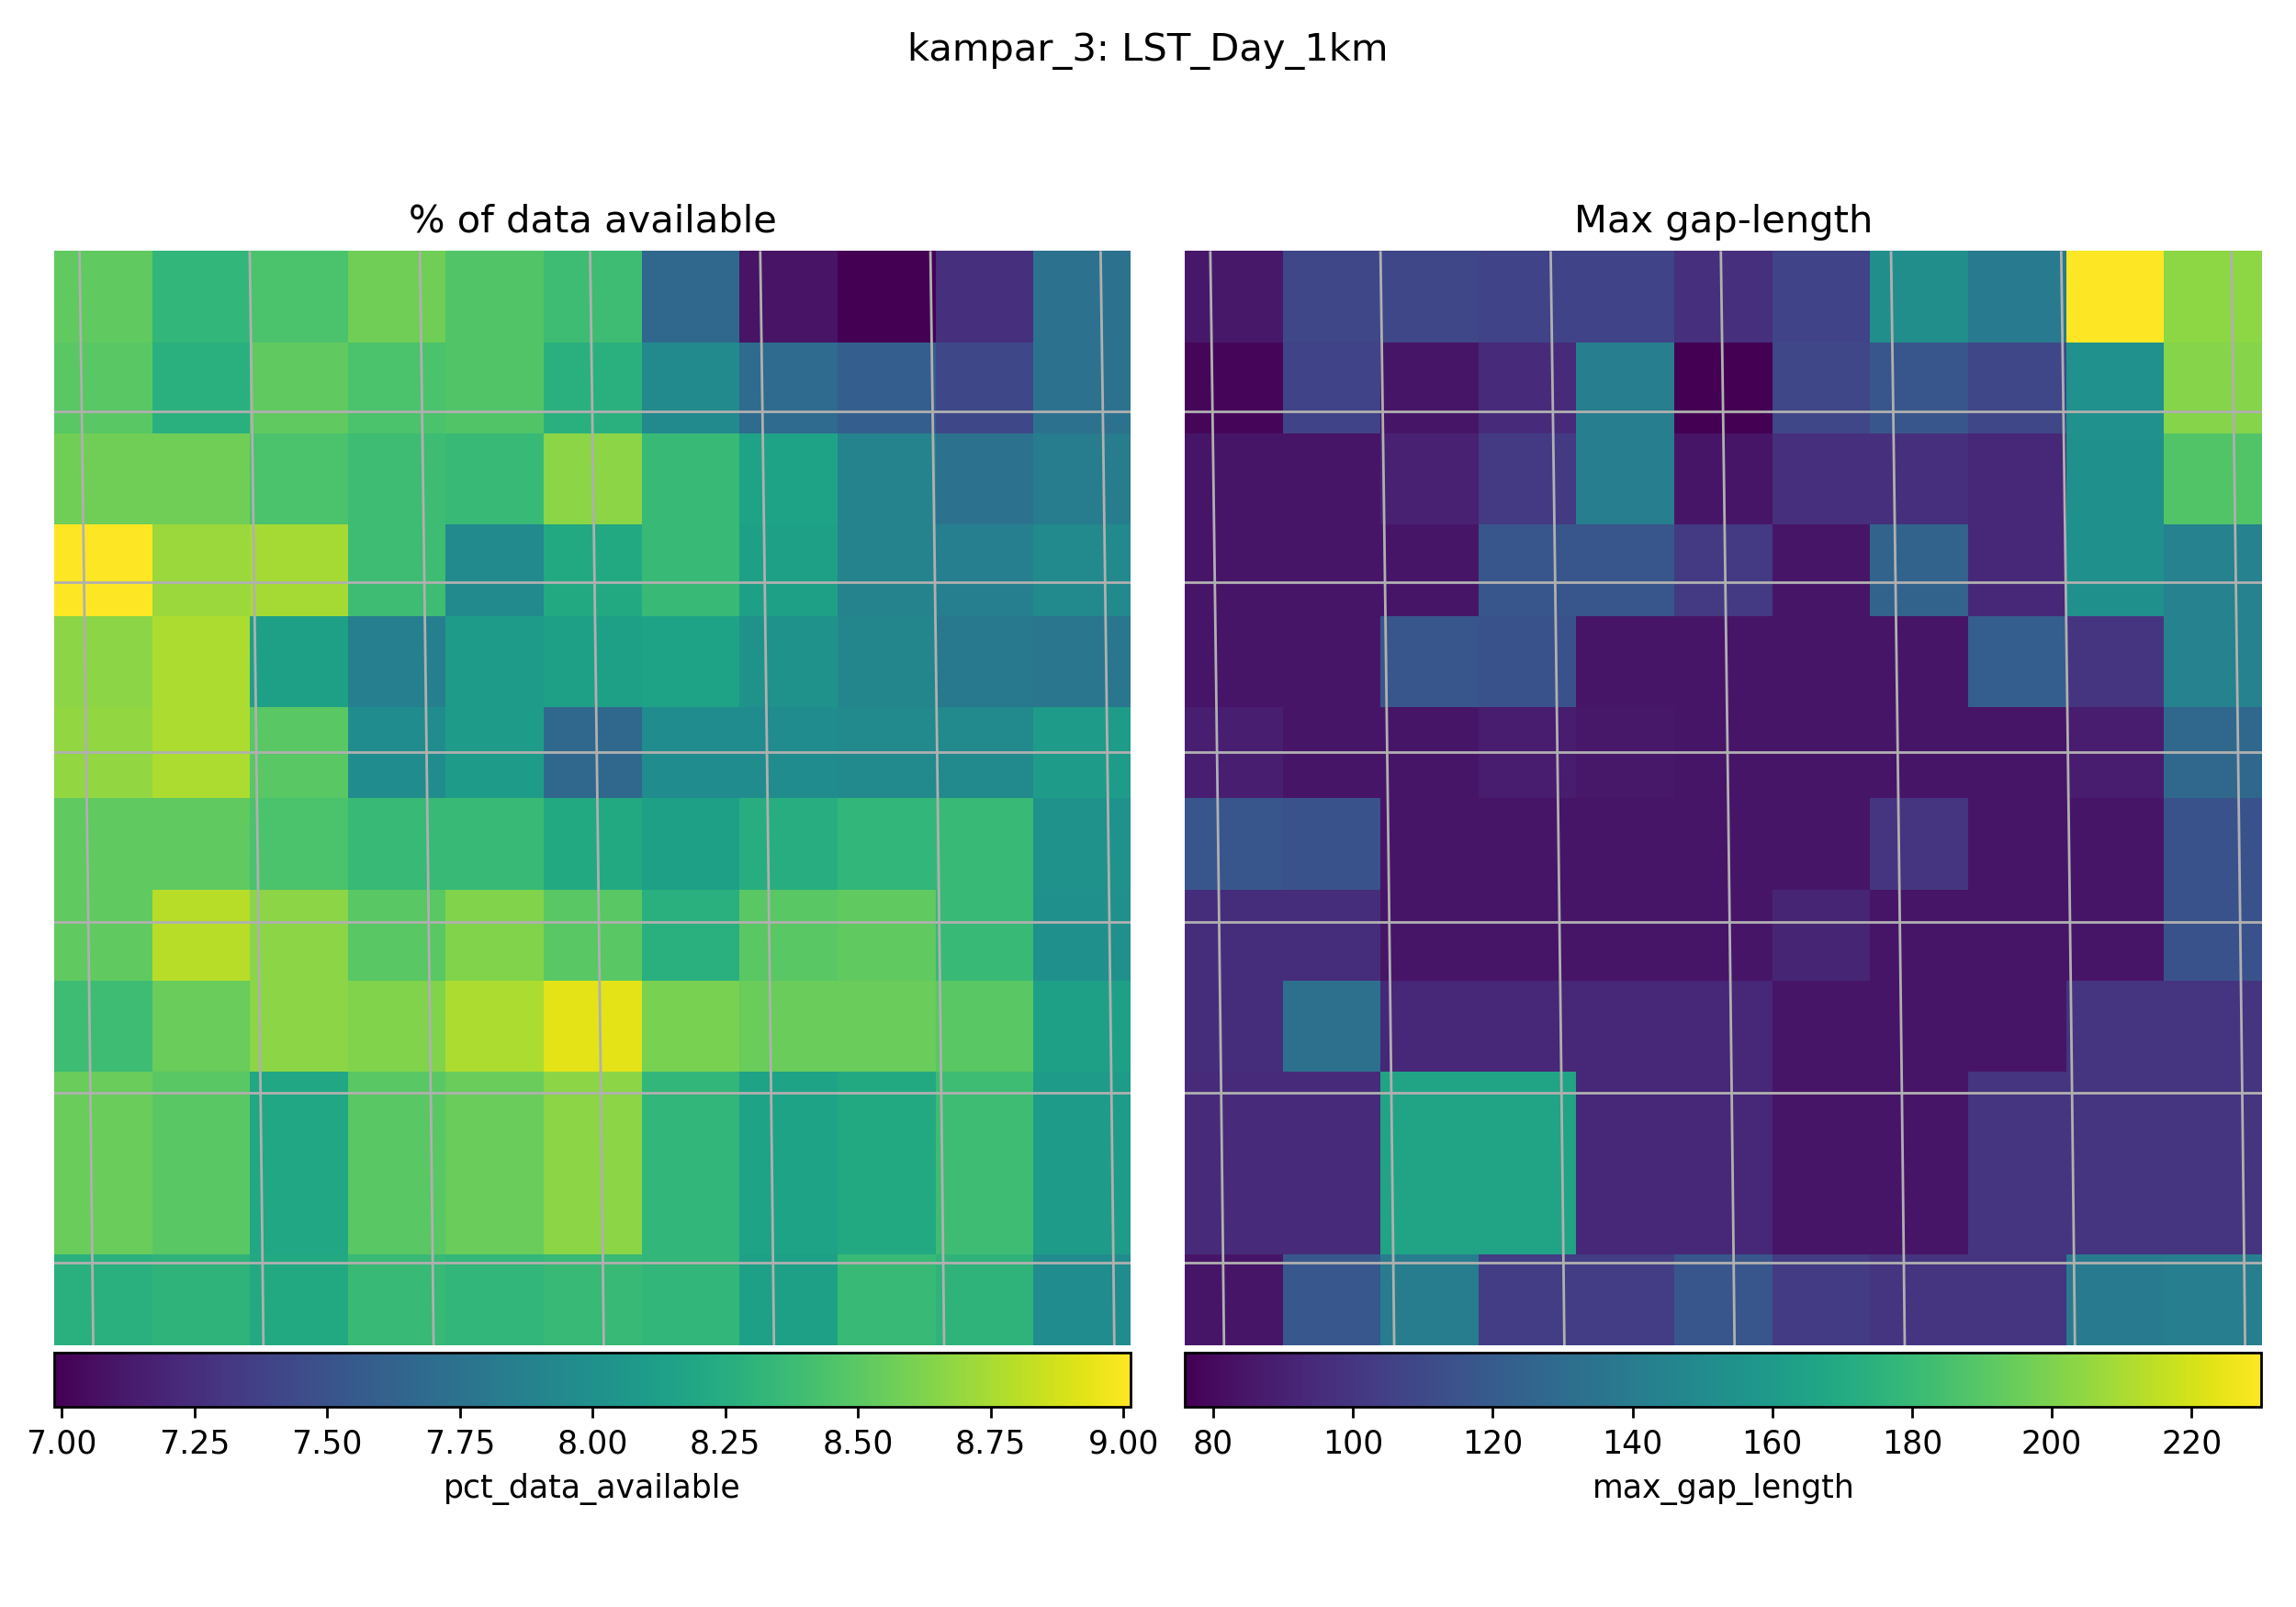 kampar_3: LST_Day_1km
% of data available
Max gap-length
7.00 7.25 7.50 7.75 8.00 8.25 8.50 8.75 9.00
pct_data_available
80 100 120 140 160 180 200 220
max_gap_length